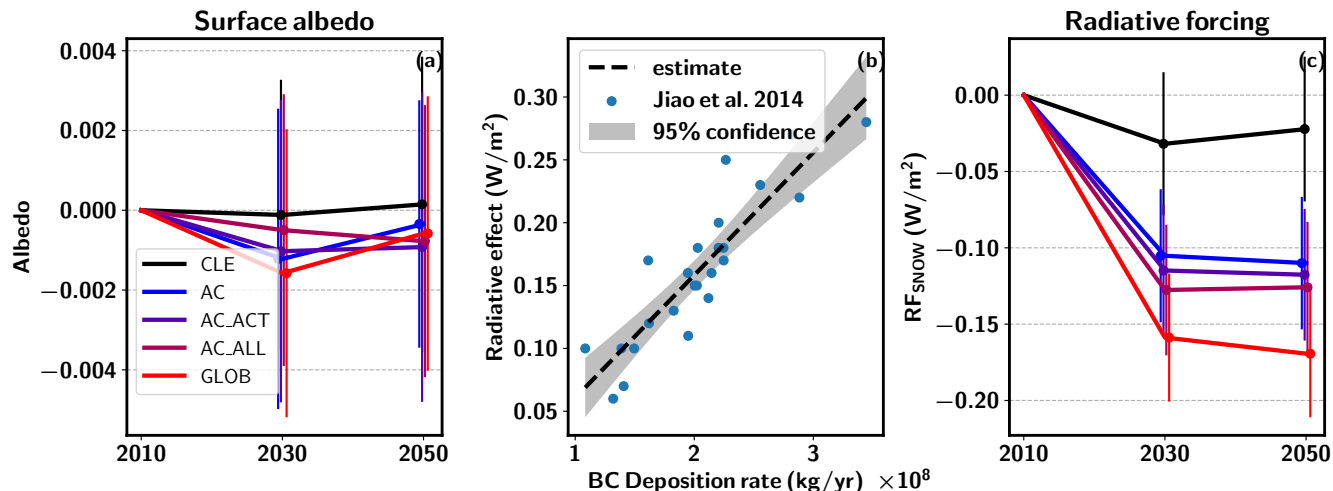 Surface albedo
(a)
0.004
0.002
0.000
−0.002
−0.004
Albedo
CLE
AC
AC_ACT
AC_ALL
GLOB
2010
2030
2050
(b)
estimate
Jiao et al. 2014
95% confidence
0.30
0.25
0.20
0.15
0.10
0.05
Radiative effect (W/m²)
1
2
3
BC Deposition rate (kg/yr) ×10⁸
Radiative forcing
(c)
0.00
−0.05
−0.10
−0.15
−0.20
RF_SNOW (W/m²)
2010
2030
2050